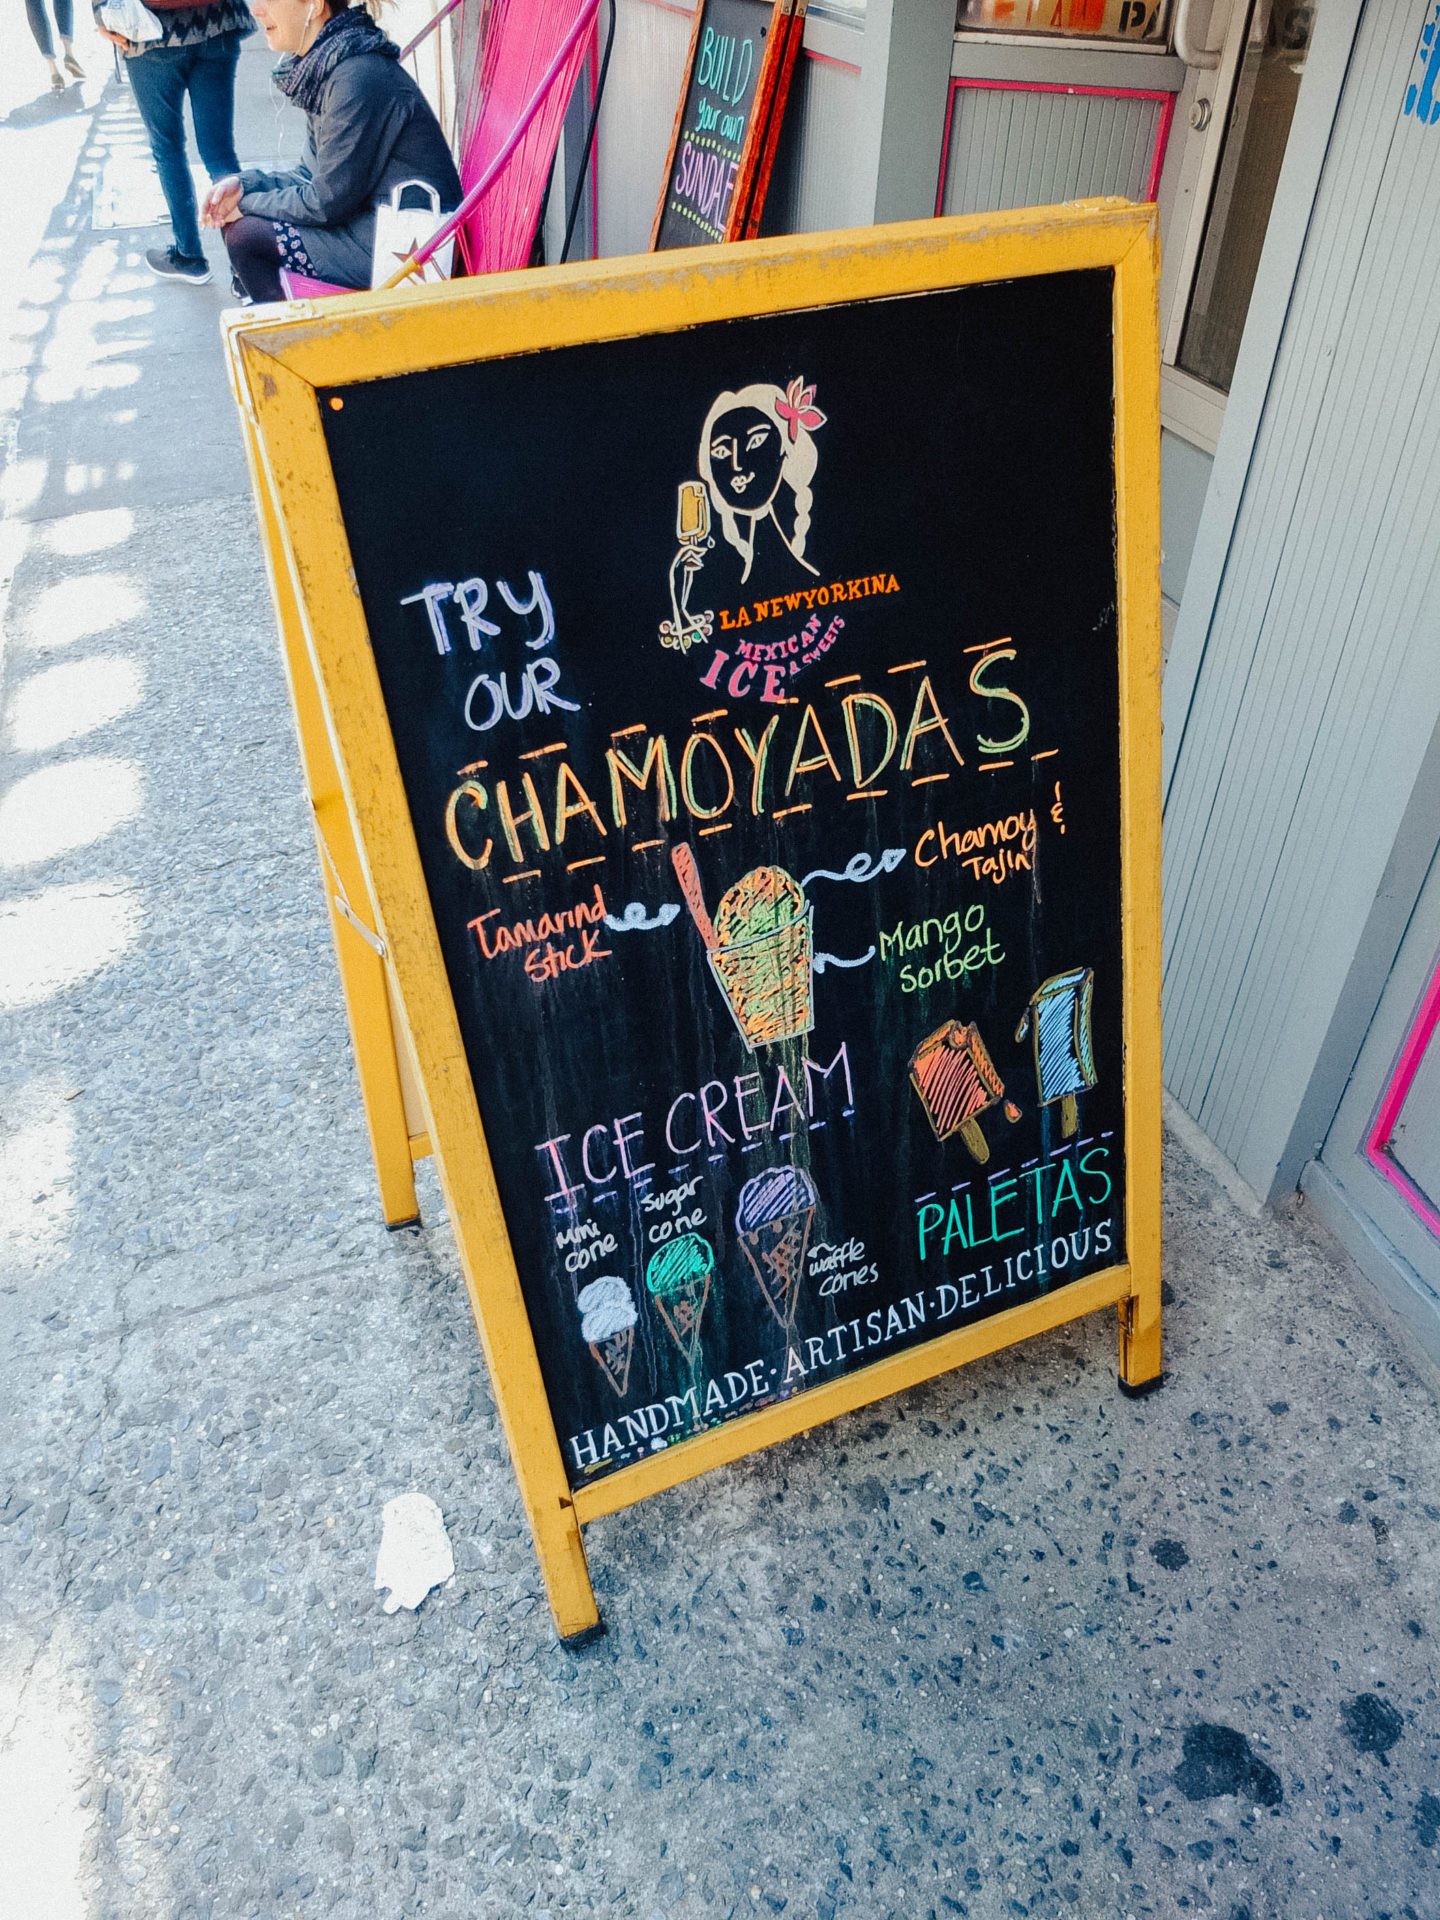 BUILD
your own
SUNDAE
LA NEWYORKINA
MEXICAN
ICE & SWEETS
TRY
OUR
CHAMOYADAS
Chamoy &
Tajin
Tamarind
Stick
Mango
Sorbet
ICE CREAM
mini
cone
sugar
cone
waffle
cones
PALETAS
HANDMADE·ARTISAN·DELICIOUS